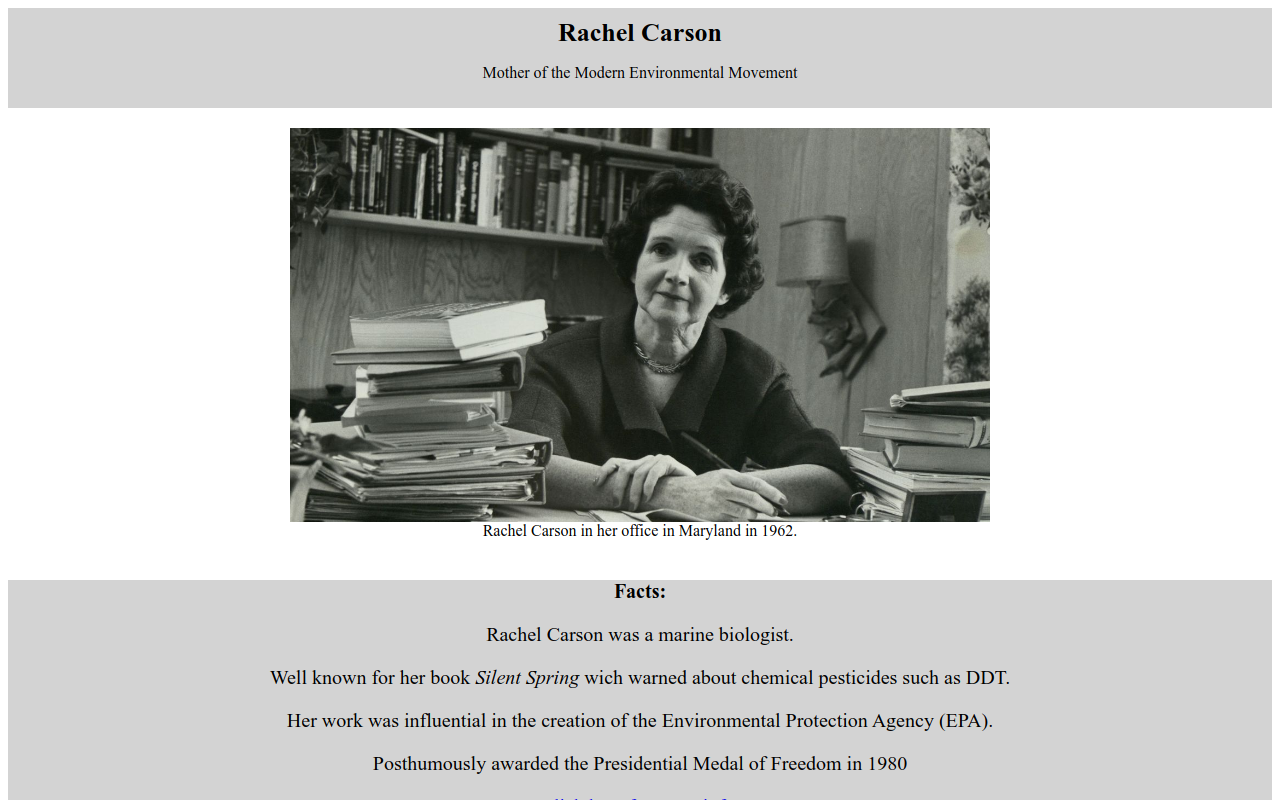 Rachel Carson
Mother of the Modern Environmental Movement
Rachel Carson in her office in Maryland in 1962.
Facts:
Rachel Carson was a marine biologist.
Well known for her book Silent Spring wich warned about chemical pesticides such as DDT.
Her work was influential in the creation of the Environmental Protection Agency (EPA).
Posthumously awarded the Presidential Medal of Freedom in 1980